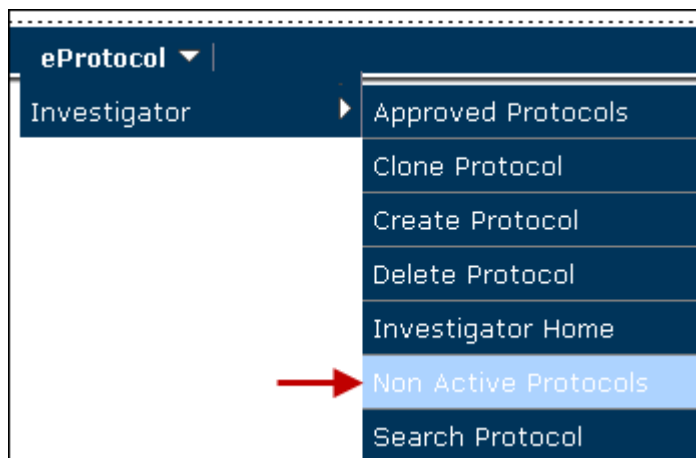 eProtocol
Investigator
Approved Protocols
Clone Protocol
Create Protocol
Delete Protocol
Investigator Home
Non Active Protocols
Search Protocol